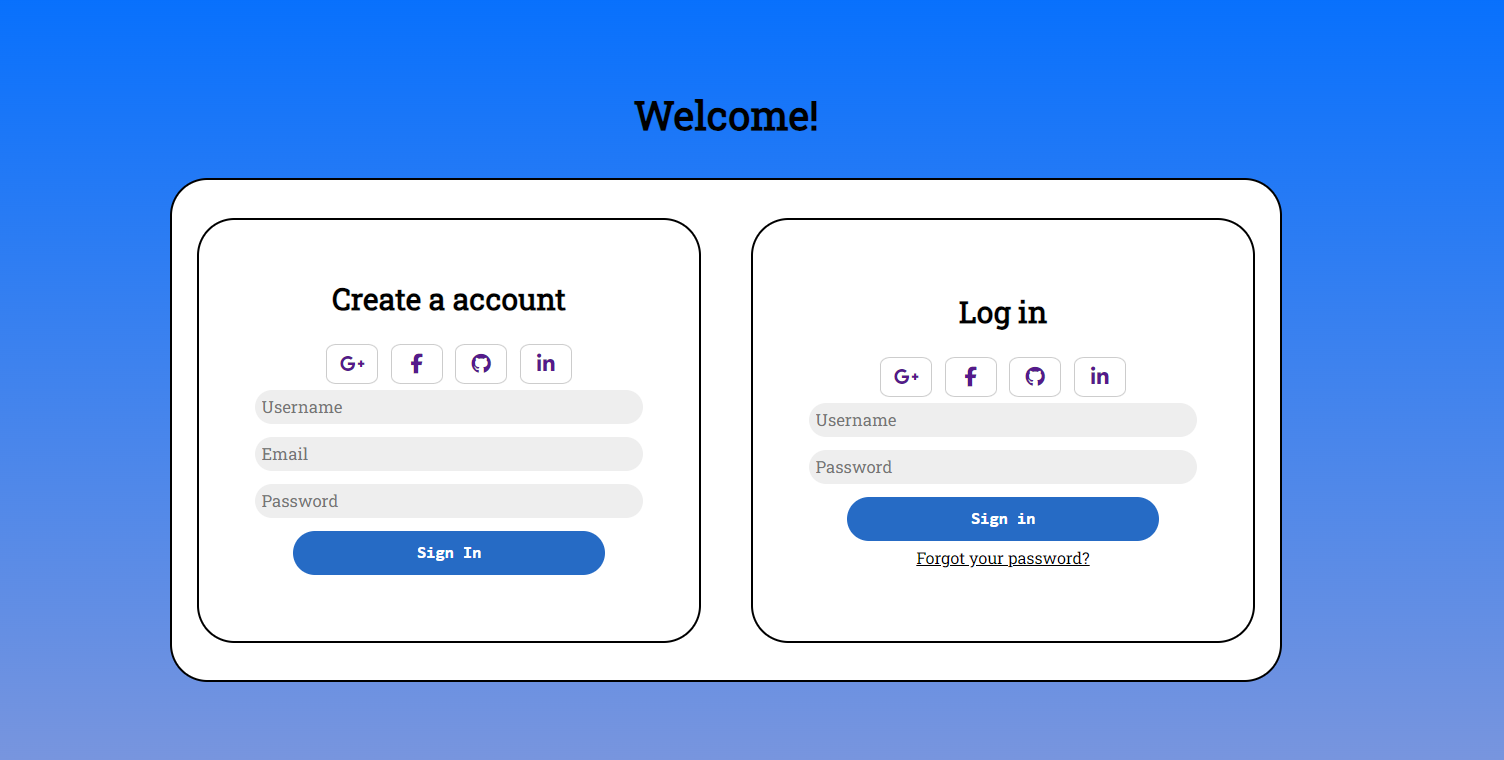 Welcome!
Create a account
G+ f in
Username
Email
Password
Sign In
Log in
G+ f in
Username
Password
Sign in
Forgot your password?